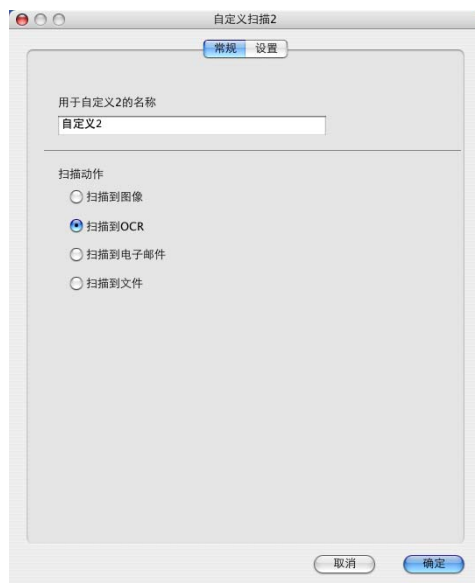 自定义扫描2
常规 设置
用于自定义2的名称
自定义2
扫描动作
扫描到图像
扫描到OCR
扫描到电子邮件
扫描到文件
取消 确定